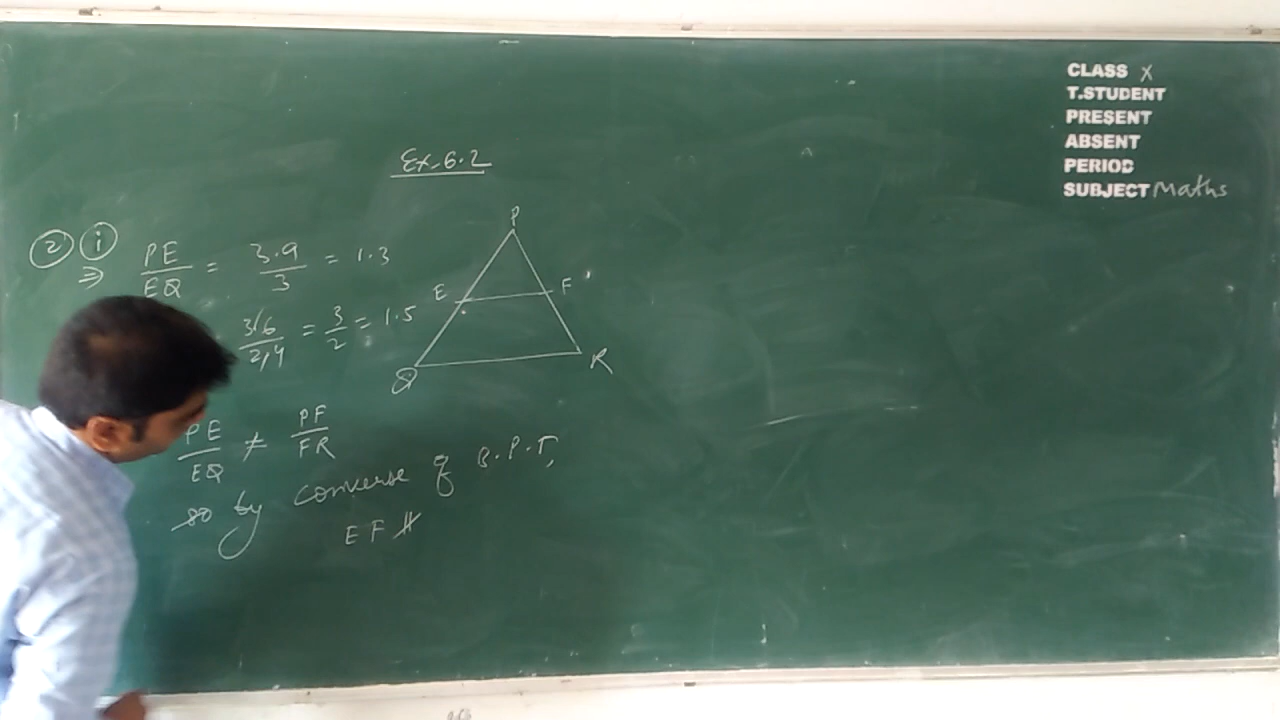 CLASS X
T.STUDENT
PRESENT
ABSENT
PERIOD
SUBJECT Maths
Ex-6.2
② ⓘ
⇒ PE/EQ = 3.9/3 = 1.3
3.6/2.4 = 3/2 = 1.5
P
E F
Q R
PE/EQ ≠ PF/FR
so by converse of B.P.T,
EF ∦